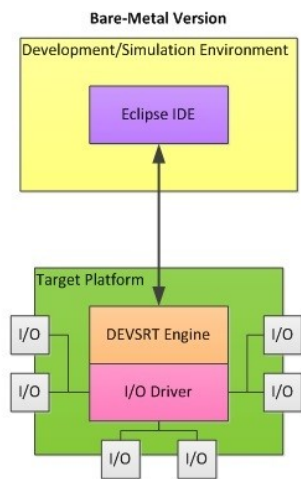 Bare-Metal Version
Development/Simulation Environment
Eclipse IDE
Target Platform
DEVSRT Engine
I/O Driver
I/O
I/O
I/O
I/O
I/O
I/O